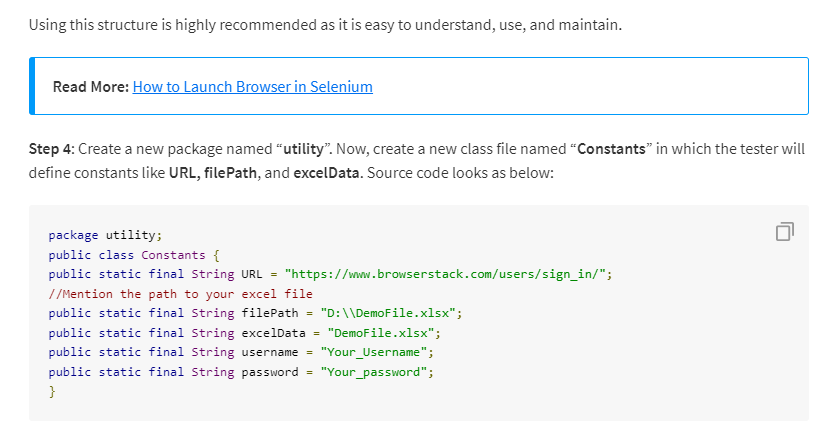 Using this structure is highly recommended as it is easy to understand, use, and maintain.
Read More: How to Launch Browser in Selenium
Step 4: Create a new package named “utility”. Now, create a new class file named “Constants” in which the tester will
define constants like URL, filePath, and excelData. Source code looks as below:
package utility;
public class Constants {
public static final String URL = "https://www.browserstack.com/users/sign_in/";
//Mention the path to your excel file
public static final String filePath = "D:\\DemoFile.xlsx";
public static final String excelData = "DemoFile.xlsx";
public static final String username = "Your_Username";
public static final String password = "Your_password";
}